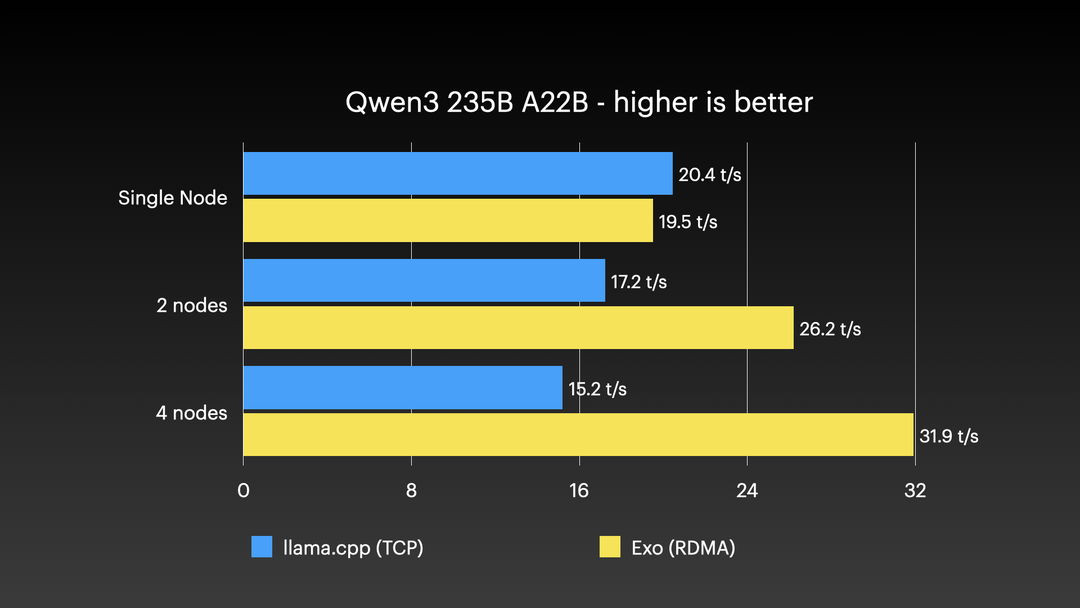 Qwen3 235B A22B - higher is better
Single Node
20.4 t/s
19.5 t/s
2 nodes
17.2 t/s
26.2 t/s
4 nodes
15.2 t/s
31.9 t/s
0 8 16 24 32
llama.cpp (TCP) Exo (RDMA)